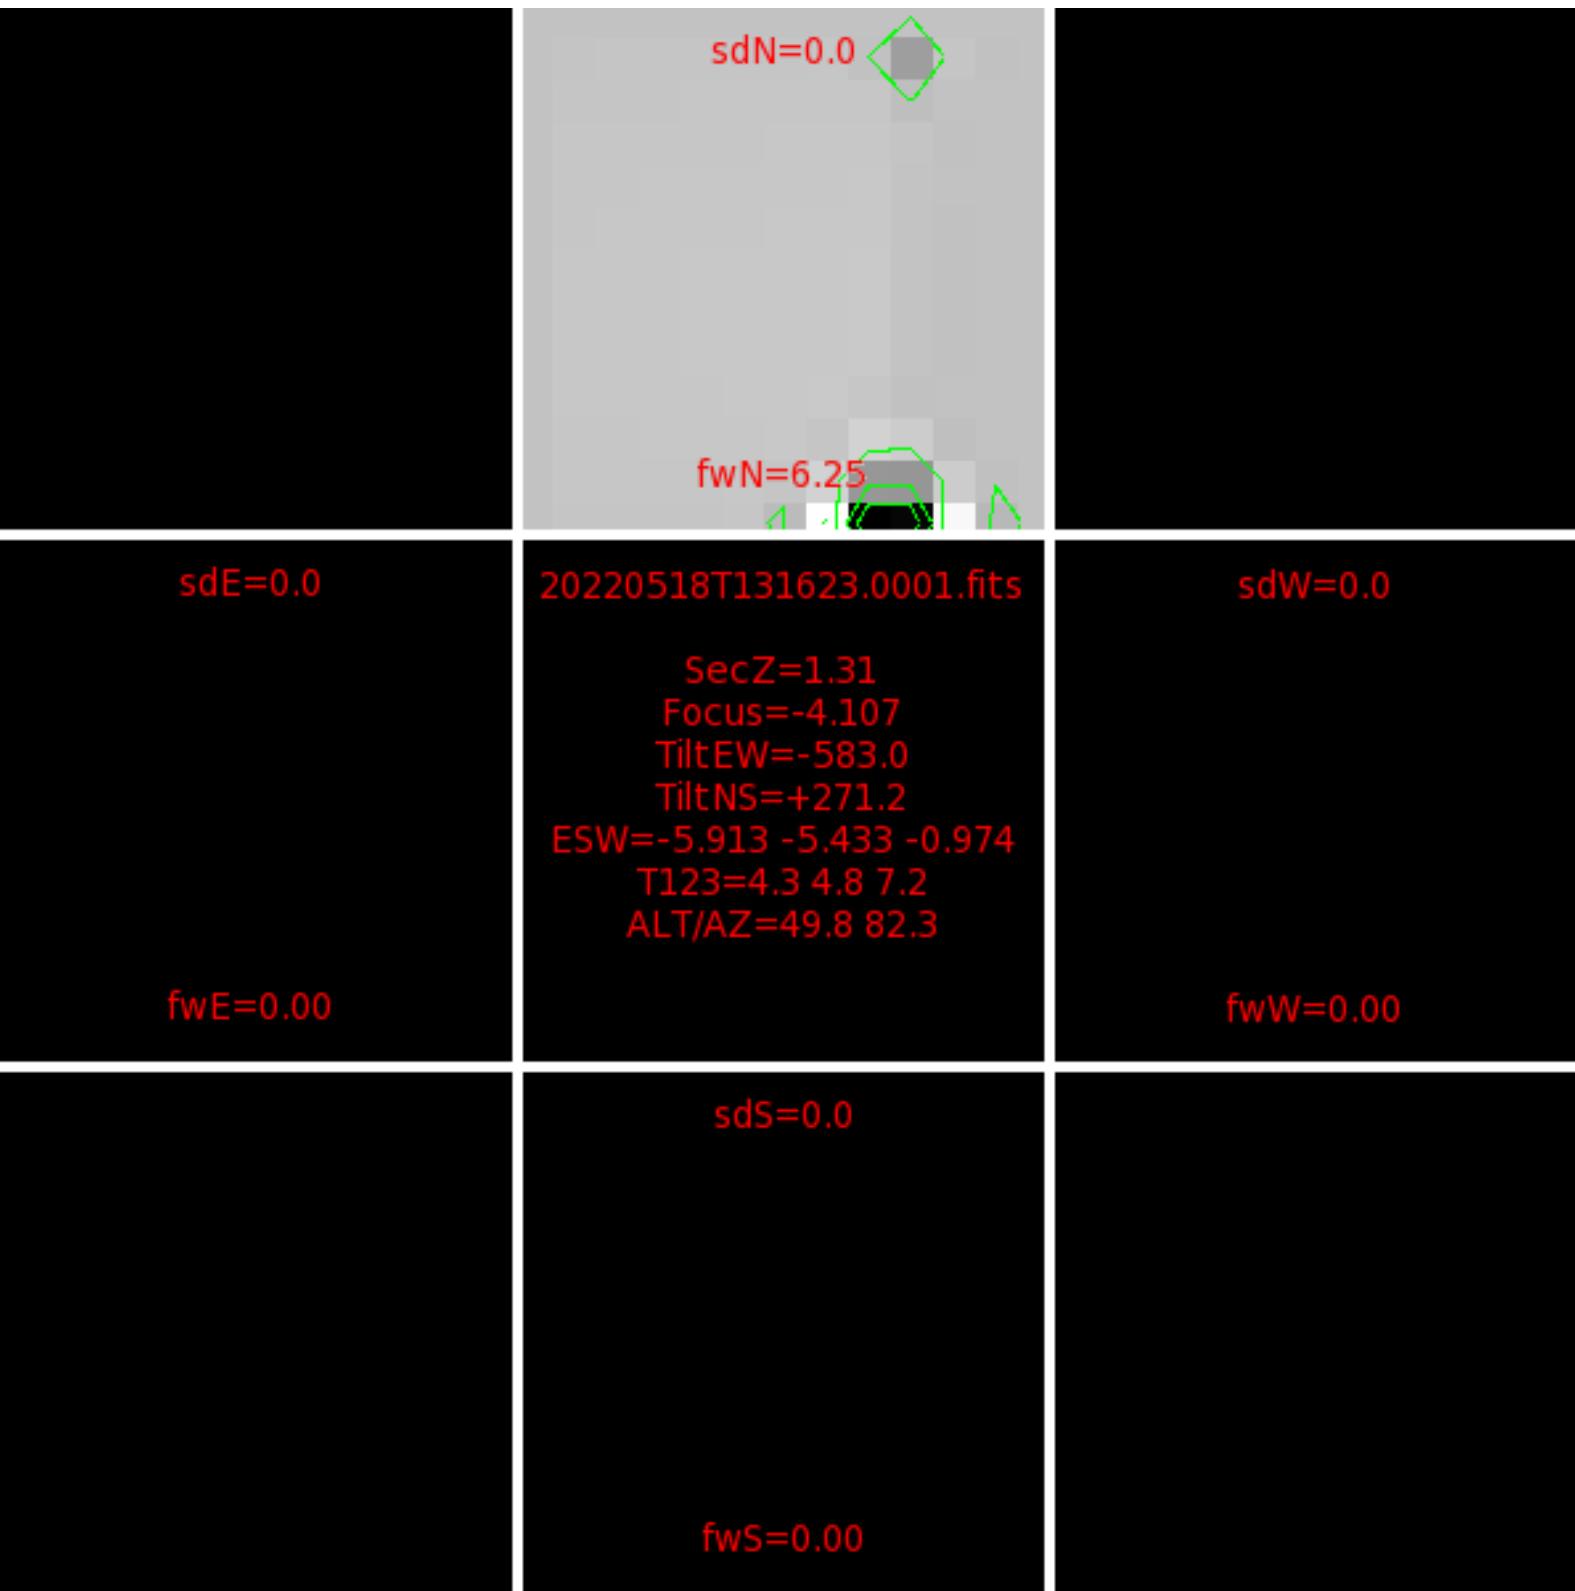 sdN=0.0
fwN=6.25
sdE=0.0
20220518T131623.0001.fits
sdW=0.0
SecZ=1.31
Focus=-4.107
TiltEW=-583.0
TiltNS=+271.2
ESW=-5.913 -5.433 -0.974
T123=4.3 4.8 7.2
ALT/AZ=49.8 82.3
fwE=0.00
fwW=0.00
sdS=0.0
fwS=0.00